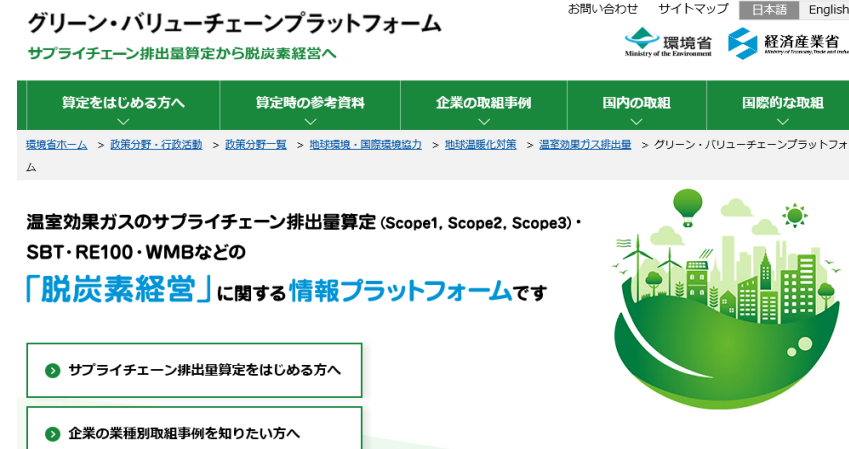 お問い合わせ サイトマップ 日本語 English
グリーン・バリューチェーンプラットフォーム
サプライチェーン排出量算定から脱炭素経営へ
環境省
Ministry of the Environment
経済産業省
算定をはじめる方へ 算定時の参考資料 企業の取組事例 国内の取組 国際的な取組
環境省ホーム > 政策分野・行政活動 > 政策分野一覧 > 地球環境・国際環境協力 > 地球温暖化対策 > 温室効果ガス排出量 > グリーン・バリューチェーンプラットフォー
ム
温室効果ガスのサプライチェーン排出量算定(Scope1, Scope2, Scope3)・
SBT・RE100・WMBなどの
「脱炭素経営」に関する情報プラットフォームです
サプライチェーン排出量算定をはじめる方へ
企業の業種別取組事例を知りたい方へ